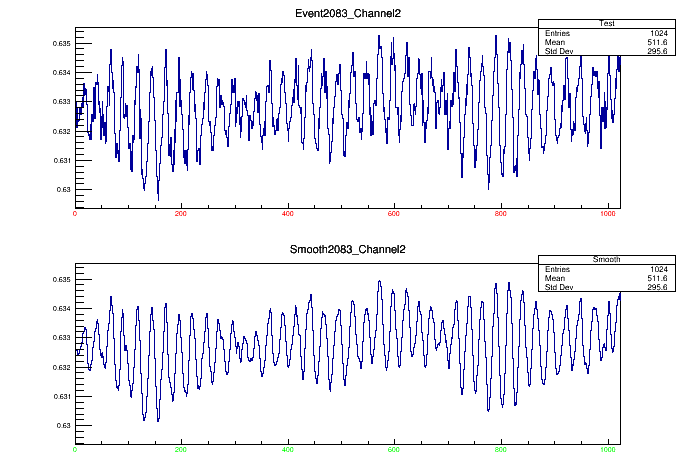 Event2083_Channel2
Test
Entries 1024
Mean 511.6
Std Dev 295.6
0.635
0.634
0.633
0.632
0.631
0.63
0 200 400 600 800 1000
Smooth2083_Channel2
Smooth
Entries 1024
Mean 511.6
Std Dev 295.6
0.635
0.634
0.633
0.632
0.631
0.63
0 200 400 600 800 1000